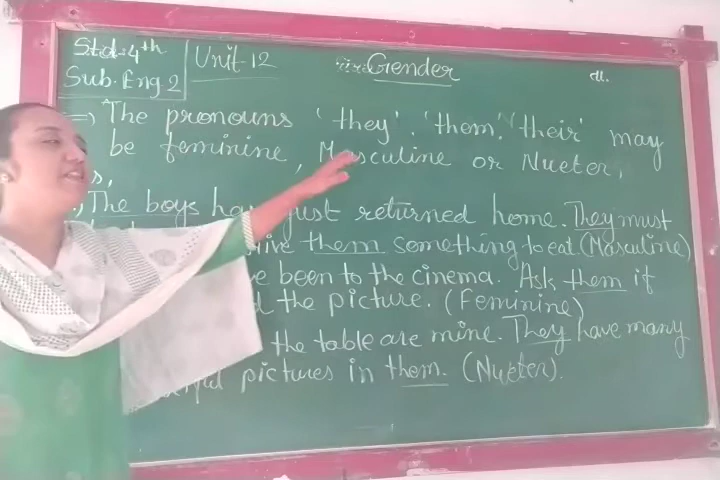 Std:-4th
Sub.Eng 2
Unit-12
Gender
dt.
=) The pronouns 'they'. 'them.' 'their' may
be feminine, Masculine or Nueter,
s,
The boys ha just returned home. They must
them something to eat (Masculine)
been to the cinema. Ask them if
the picture. (Feminine)
the table are mine. They have many
pictures in them. (Nueter).